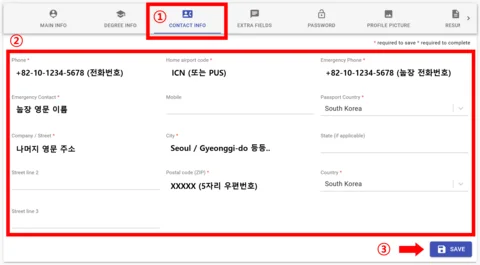 ①
MAIN INFO
DEGREE INFO
CONTACT INFO
EXTRA FIELDS
PASSWORD
PROFILE PICTURE
②
* required to save * required to complete
Phone * Home airport code * Emergency Phone *
+82-10-1234-5678 (전화번호) ICN (또는 PUS) +82-10-1234-5678 (놀장 전화번호)
Emergency Contact * Mobile Passport Country *
놀장 영문 이름 South Korea
Company / Street * City * State (if applicable)
나머지 영문 주소 Seoul / Gyeonggi-do 등등..
Street line 2 Postal code (ZIP) * Country *
XXXXX (5자리 우편번호) South Korea
Street line 3
③ SAVE